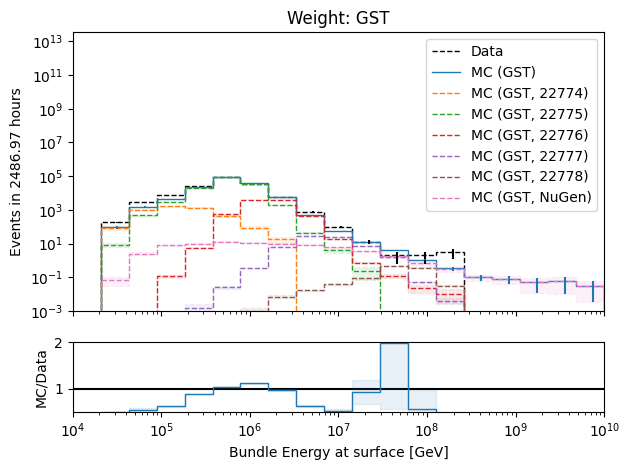 Weight: GST
Events in 2486.97 hours
10^13
10^11
10^9
10^7
10^5
10^3
10^1
10^-1
10^-3
Data
MC (GST)
MC (GST, 22774)
MC (GST, 22775)
MC (GST, 22776)
MC (GST, 22777)
MC (GST, 22778)
MC (GST, NuGen)
MC/Data
2
1
10^4 10^5 10^6 10^7 10^8 10^9 10^10
Bundle Energy at surface [GeV]